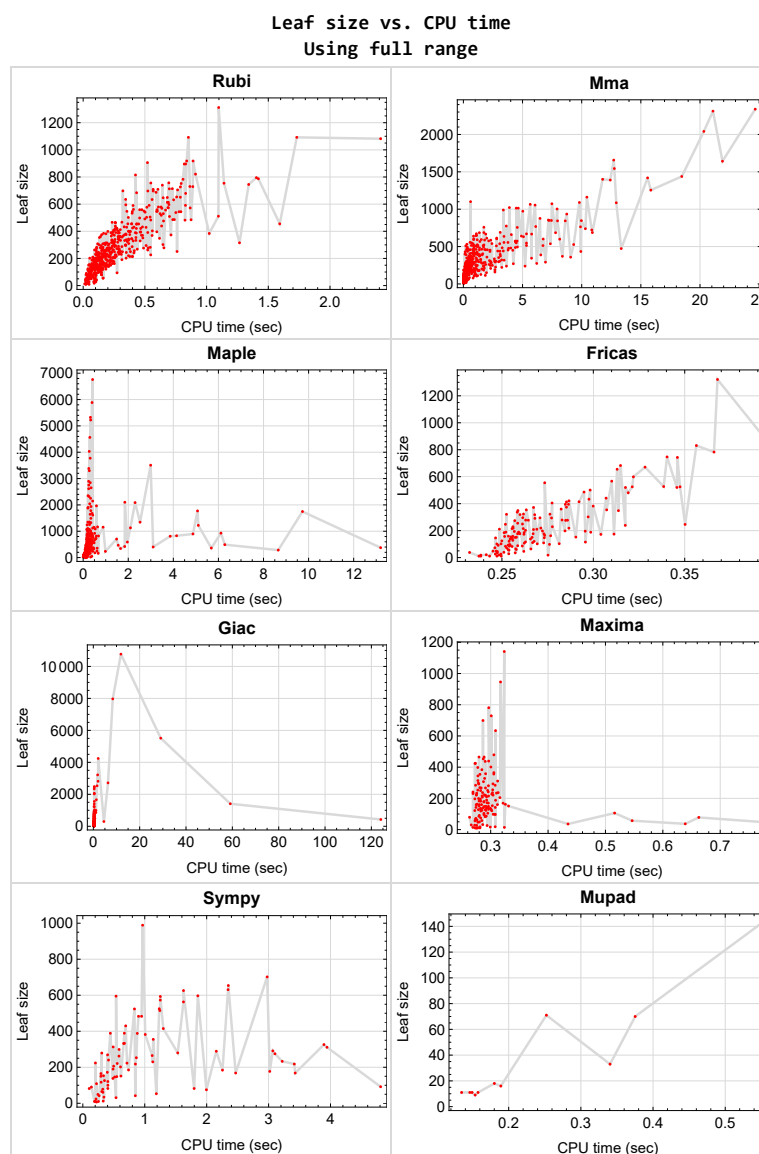 Leaf size vs. CPU time
Using full range
Rubi
Leaf size
1200
1000
800
600
400
200
0
0.0 0.5 1.0 1.5 2.0
CPU time (sec)
Mma
Leaf size
2000
1500
1000
500
0
0 5 10 15 20 2
CPU time (sec)
Maple
Leaf size
7000
6000
5000
4000
3000
2000
1000
0
0 2 4 6 8 10 12
CPU time (sec)
Fricas
Leaf size
1200
1000
800
600
400
200
0
0.25 0.30 0.35
CPU time (sec)
Giac
Leaf size
10 000
8000
6000
4000
2000
0
0 20 40 60 80 100 120
CPU time (sec)
Maxima
Leaf size
1200
1000
800
600
400
200
0
0.3 0.4 0.5 0.6 0.7
CPU time (sec)
Sympy
Leaf size
1000
800
600
400
200
0
0 1 2 3 4
CPU time (sec)
Mupad
Leaf size
140
120
100
80
60
40
20
0
0.2 0.3 0.4 0.5
CPU time (sec)